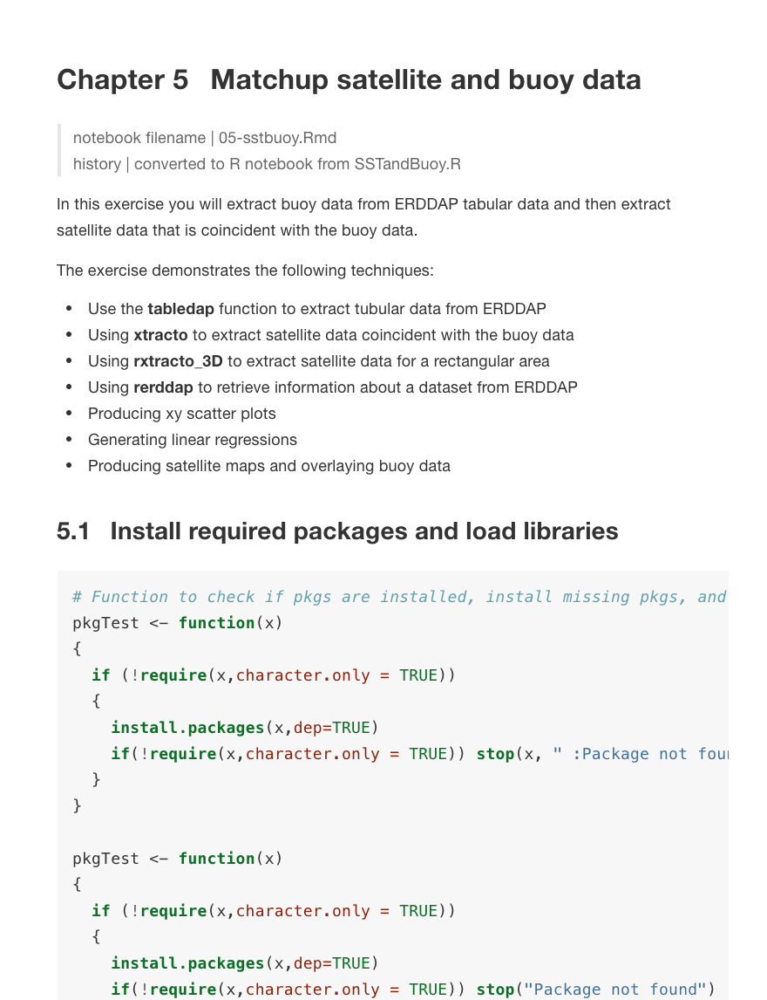 Chapter 5 Matchup satellite and buoy data
notebook filename | 05-sstbuoy.Rmd
history | converted to R notebook from SSTandBuoy.R
In this exercise you will extract buoy data from ERDDAP tabular data and then extract
satellite data that is coincident with the buoy data.
The exercise demonstrates the following techniques:
• Use the tabledap function to extract tubular data from ERDDAP
• Using xtracto to extract satellite data coincident with the buoy data
• Using rxtracto_3D to extract satellite data for a rectangular area
• Using rerddap to retrieve information about a dataset from ERDDAP
• Producing xy scatter plots
• Generating linear regressions
• Producing satellite maps and overlaying buoy data
5.1 Install required packages and load libraries
# Function to check if pkgs are installed, install missing pkgs, and
pkgTest <- function(x)
{
  if (!require(x,character.only = TRUE))
  {
    install.packages(x,dep=TRUE)
    if(!require(x,character.only = TRUE)) stop(x, " :Package not
  }
}
pkgTest <- function(x)
{
  if (!require(x,character.only = TRUE))
  {
    install.packages(x,dep=TRUE)
    if(!require(x,character.only = TRUE)) stop("Package not found")